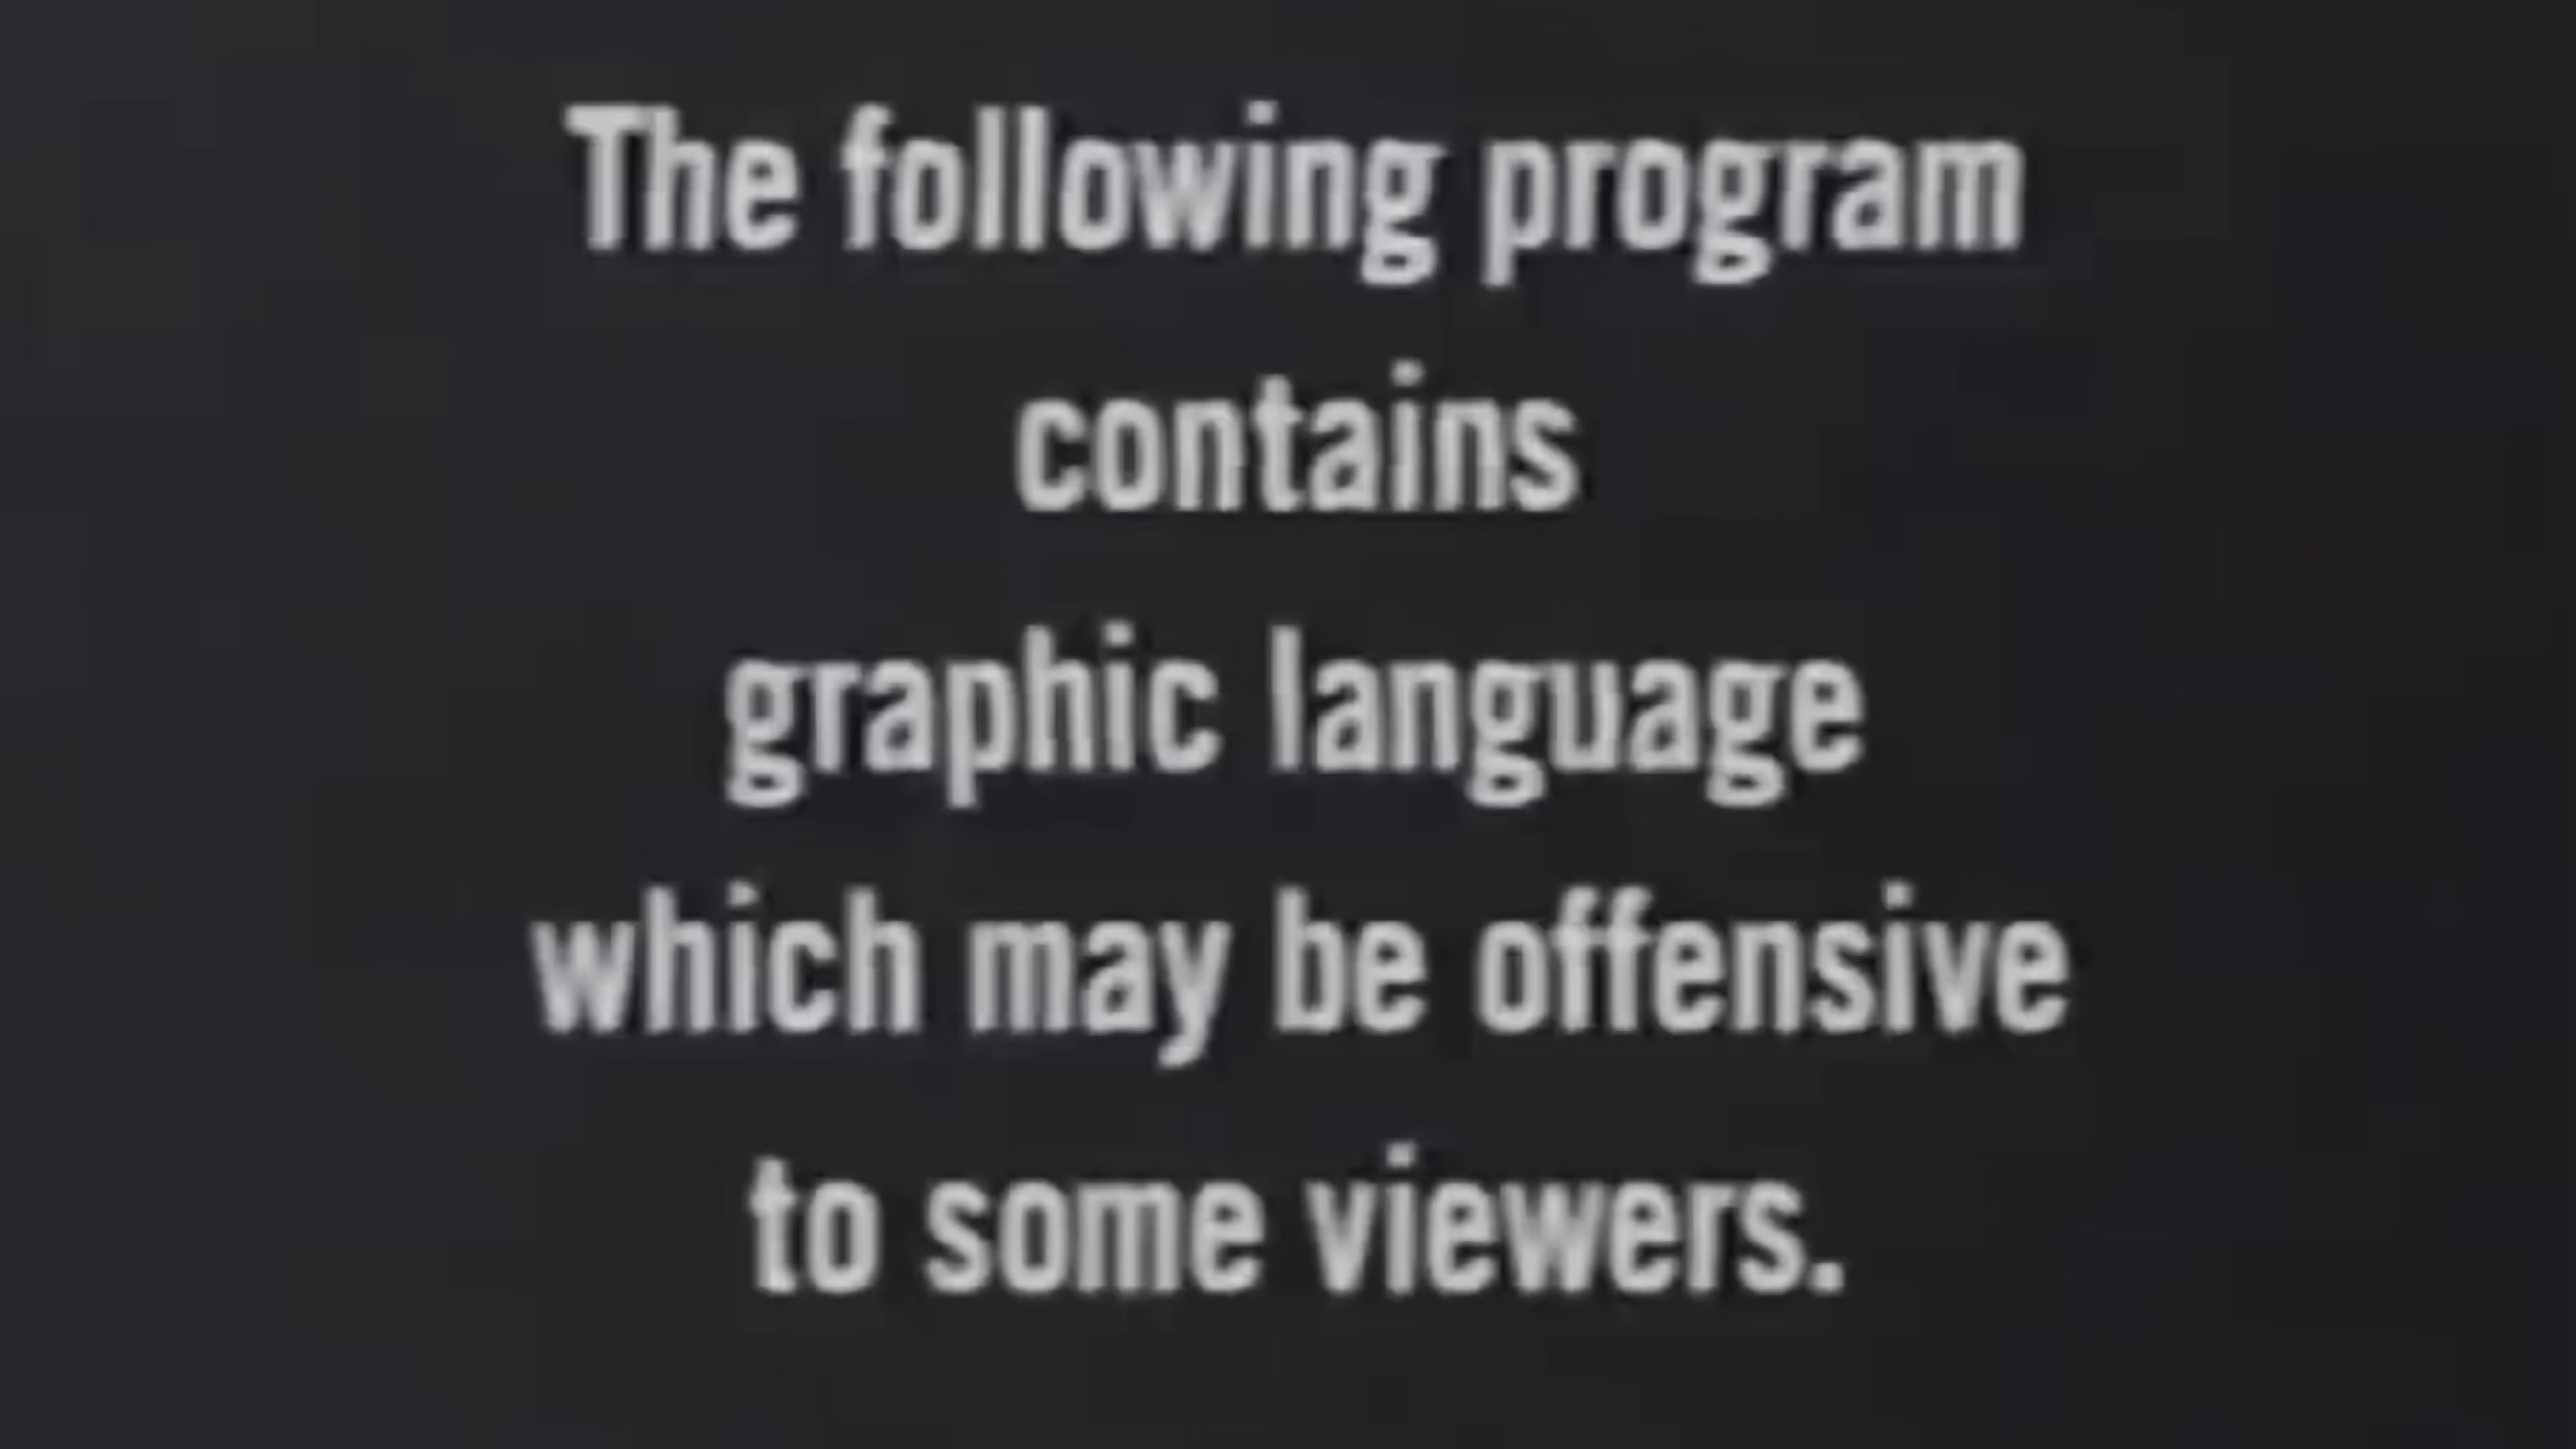 The following program
contains
graphic language
which may be offensive
to some viewers.